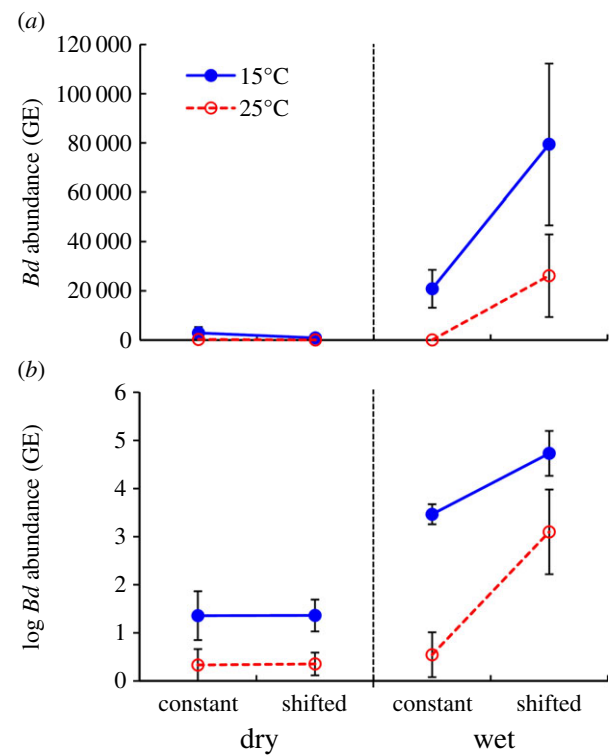 (a)
120 000
100 000
80 000
60 000
40 000
20 000
0
Bd abundance (GE)
15°C
25°C
(b)
6
5
4
3
2
1
0
log Bd abundance (GE)
constant shifted constant shifted
dry wet